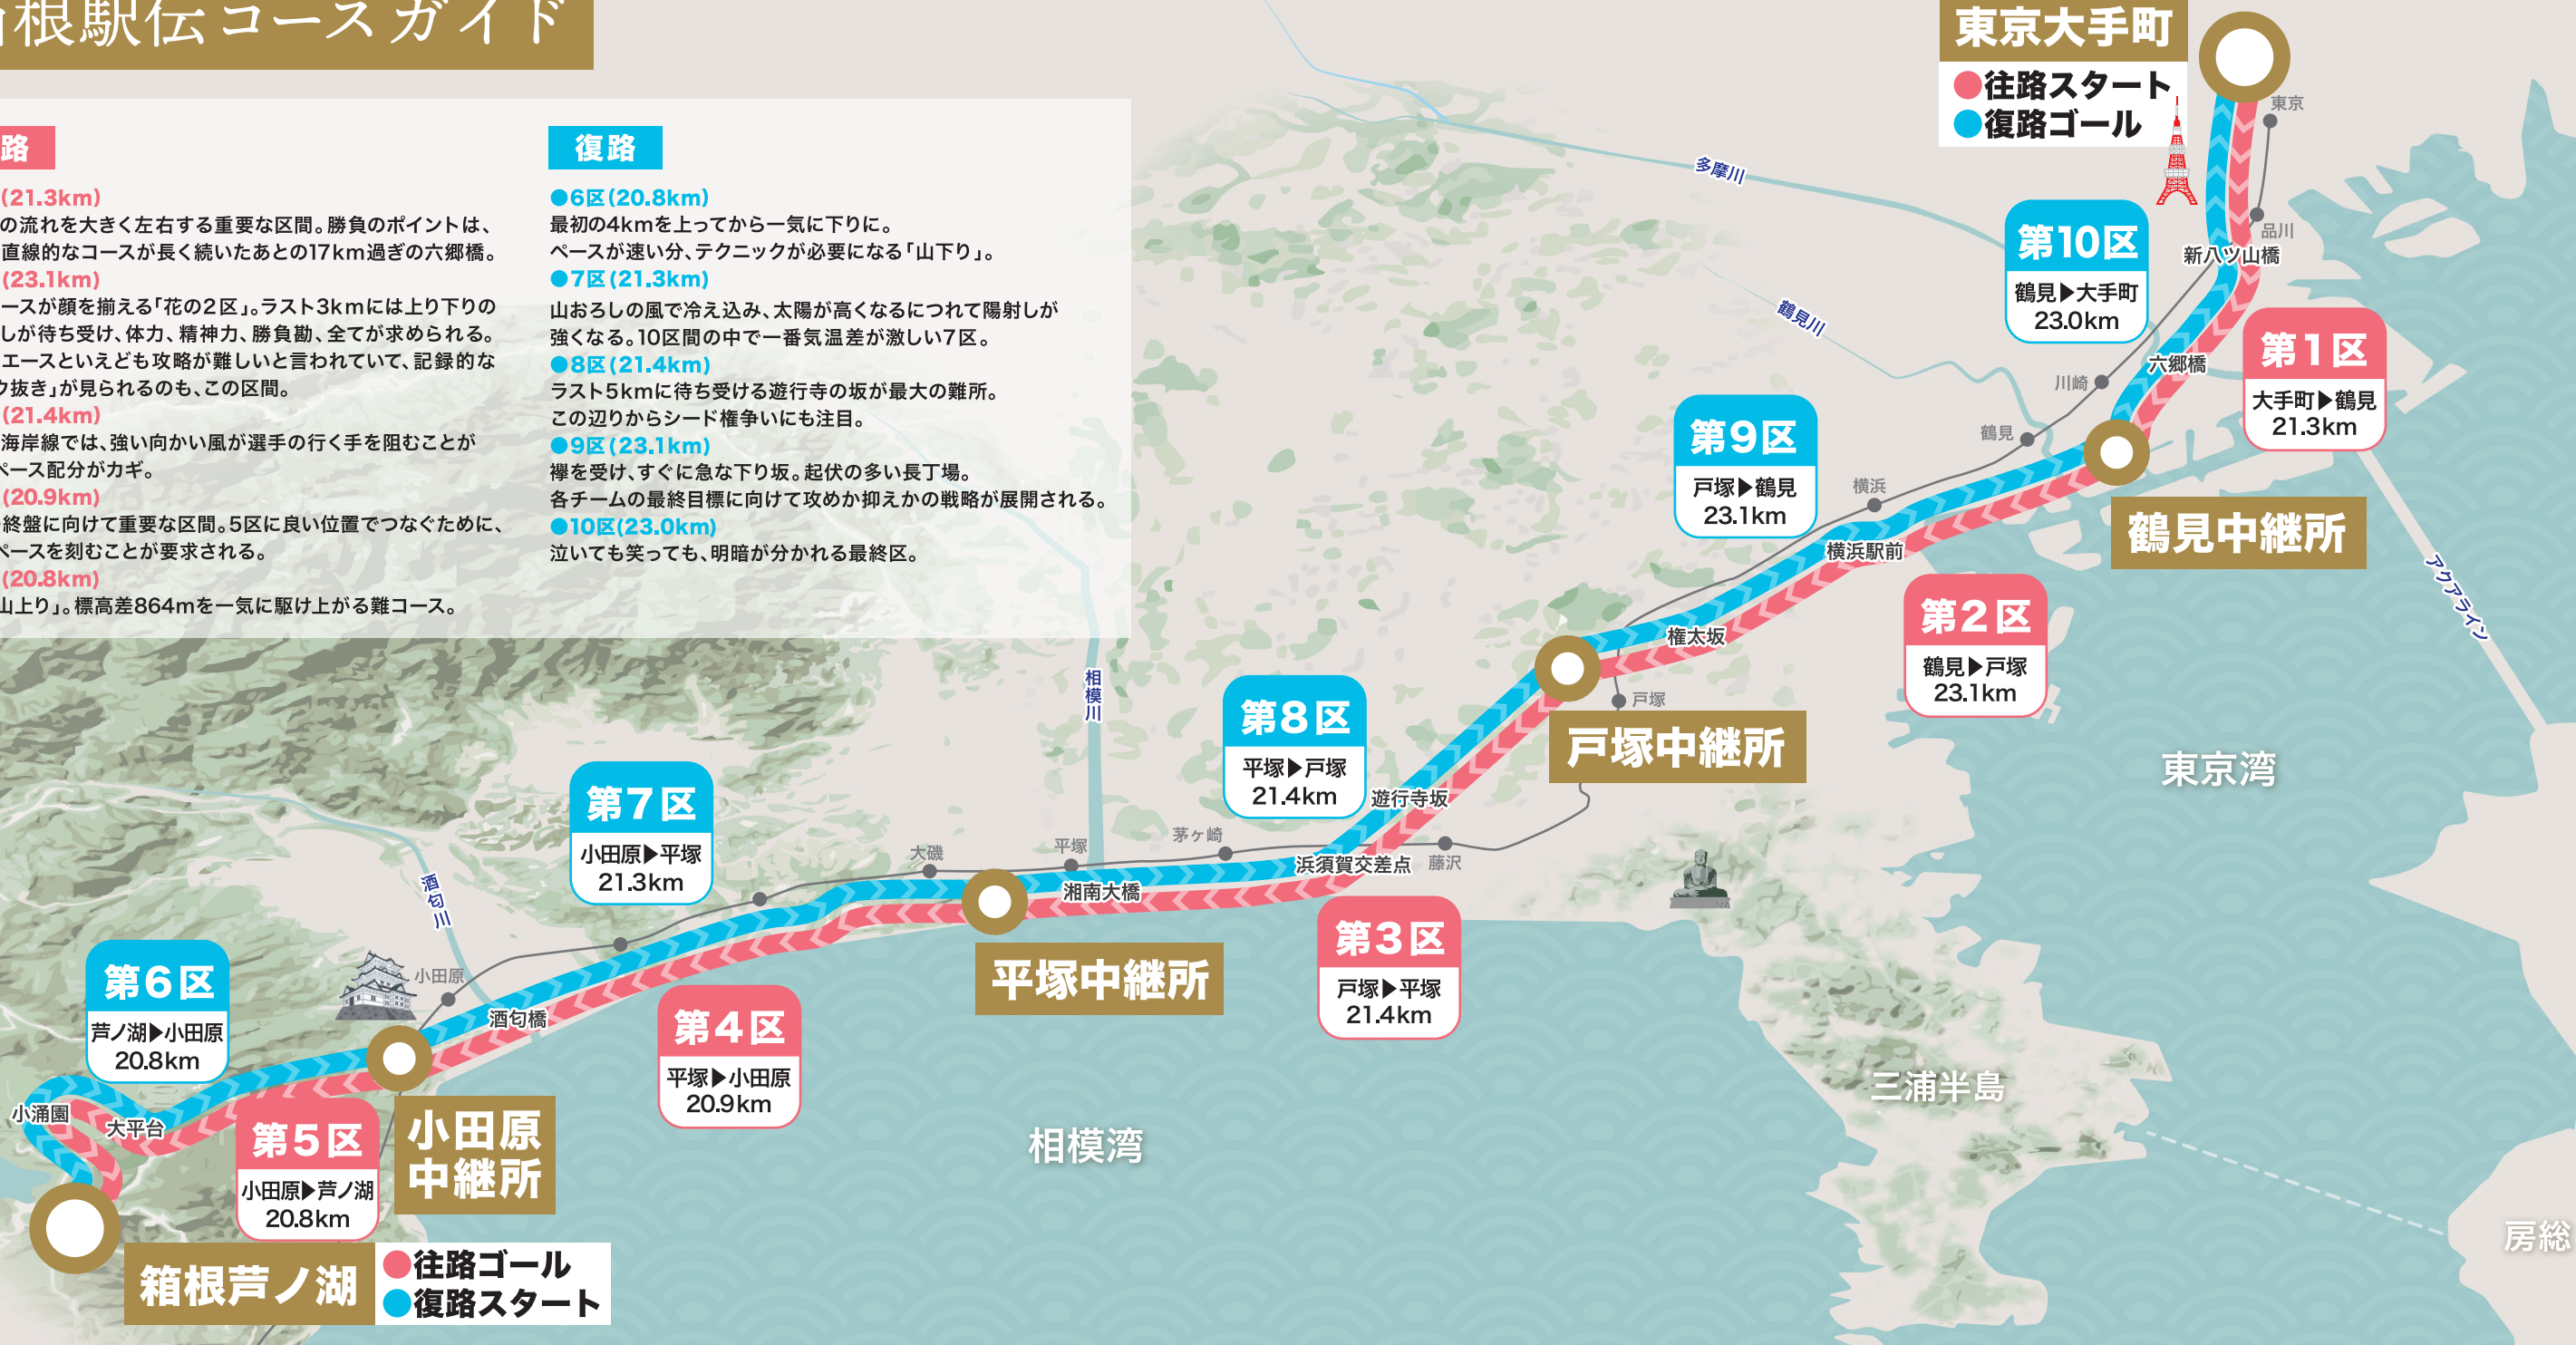 根駅伝コースガイド
路
(21.3km)
の流れを大きく左右する重要な区間。勝負のポイントは、
直線的なコースが長く続いたあとの17km過ぎの六郷橋。
(23.1km)
ースが顔を揃える「花の2区」。ラスト3kmには上り下りの
しが待ち受け、体力、精神力、勝負勘、全てが求められる。
エースといえども攻略が難しいと言われていて、記録的な
ウ抜き」が見られるのも、この区間。
(21.4km)
海岸線では、強い向かい風が選手の行く手を阻むことが
ペース配分がカギ。
(20.9km)
終盤に向けて重要な区間。5区に良い位置でつなぐために、
ペースを刻むことが要求される。
(20.8km)
山上り」。標高差864mを一気に駆け上がる難コース。
復路
●6区(20.8km)
最初の4kmを上ってから一気に下りに。
ペースが速い分、テクニックが必要になる「山下り」。
●7区(21.3km)
山おろしの風で冷え込み、太陽が高くなるにつれて陽射しが
強くなる。10区間の中で一番気温差が激しい7区。
●8区(21.4km)
ラスト5kmに待ち受ける遊行寺の坂が最大の難所。
この辺りからシード権争いにも注目。
●9区(23.1km)
襷を受け、すぐに急な下り坂。起伏の多い長丁場。
各チームの最終目標に向けて攻めか抑えかの戦略が展開される。
●10区(23.0km)
泣いても笑っても、明暗が分かれる最終区。
東京大手町
●往路スタート
●復路ゴール
東京
品川
新八ツ山橋
多摩川
鶴見川
第10区
鶴見▶大手町
23.0km
六郷橋
川崎
第1区
大手町▶鶴見
21.3km
鶴見
鶴見中継所
第9区
戸塚▶鶴見
23.1km
横浜
横浜駅前
アクアライン
第2区
鶴見▶戸塚
23.1km
権太坂
戸塚
戸塚中継所
東京湾
相模川
第8区
平塚▶戸塚
21.4km
遊行寺坂
藤沢
浜須賀交差点
茅ヶ崎
第3区
戸塚▶平塚
21.4km
平塚
湘南大橋
大磯
平塚中継所
第7区
小田原▶平塚
21.3km
第4区
平塚▶小田原
20.9km
酒匂川
酒匂橋
小田原
小田原
中継所
第6区
芦ノ湖▶小田原
20.8km
小涌園
大平台
第5区
小田原▶芦ノ湖
20.8km
箱根芦ノ湖
●往路ゴール
●復路スタート
相模湾
三浦半島
房総